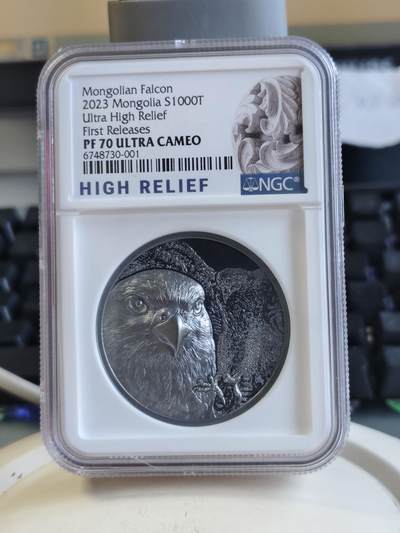 Mongolian Falcon
2023 Mongolia S1000T
Ultra High Relief
First Releases
PF 70 ULTRA CAMEO
6748730-001
HIGH RELIEF
NGC